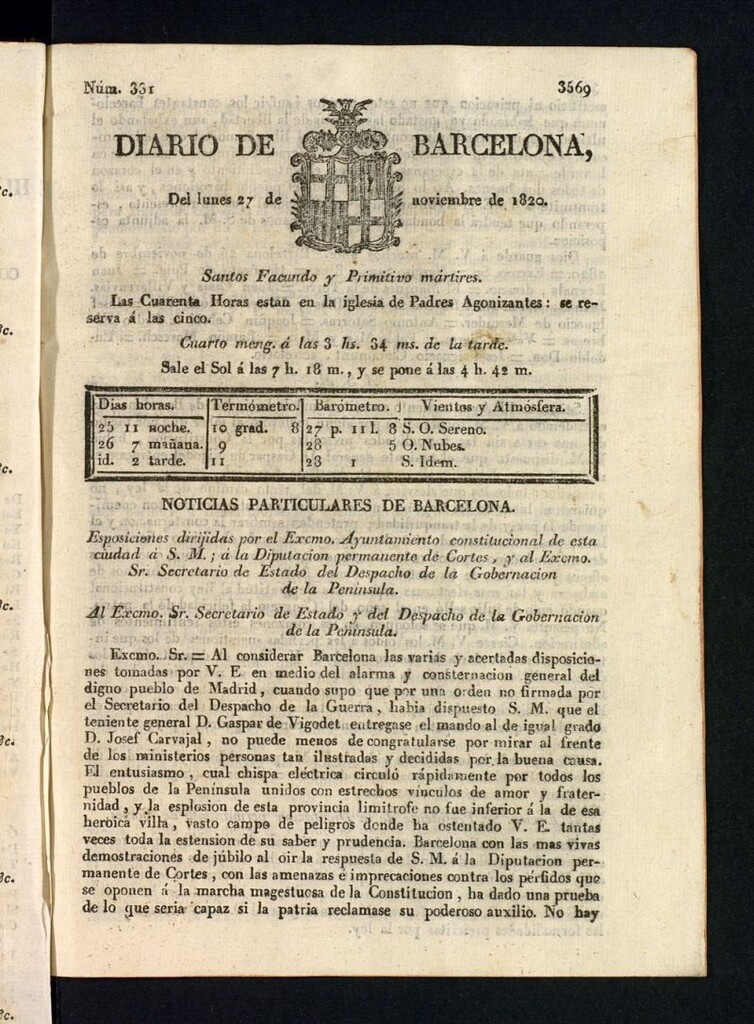 Núm. 331 3569
DIARIO DE BARCELONA,
Del lunes 27 de noviembre de 1820.
Santos Facundo y Primitivo mártires.
Las Cuarenta Horas estan en la iglesia de Padres Agonizantes: se re-
serva á las cinco.
Cuarto meng. á las 3 hs. 34 ms. de la tarde.
Sale el Sol á las 7 h. 18 m., y se pone á las 4 h. 42 m.
Dias horas. Termómetro. Barómetro. Vientos y Atmósfera.
25 11 noche. 10 grad. 8 27 p. 11 l. 8 S. O. Sereno.
26 7 mañana. 9 28 5 O. Nubes.
id. 2 tarde. 11 28 1 S. Idem.
NOTICIAS PARTICULARES DE BARCELONA.
Esposiciones dirijidas por el Excmo. Ayuntamiento constitucional de esta
ciudad á S. M.; á la Diputacion permanente de Cortes, y al Excmo.
Sr. Secretario de Estado del Despacho de la Gobernacion
de la Península.
Al Excmo. Sr. Secretario de Estado y del Despacho de la Gobernacion
de la Península.
Excmo. Sr. = Al considerar Barcelona las varias y acertadas disposicio-
nes tomadas por V. E. en medio del alarma y consternacion general del
digno pueblo de Madrid, cuando supo que por una orden no firmada por
el Secretario del Despacho de la Guerra, habia dispuesto S. M. que el
teniente general D. Gaspar de Vigodet entregase el mando al de igual grado
D. Josef Carvajal, no puede menos de congratularse por mirar al frente
de los ministerios personas tan ilustradas y decididas por la buena causa.
El entusiasmo, cual chispa eléctrica circuló rápidamente por todos los
pueblos de la Península unidos con estrechos vínculos de amor y frater-
nidad, y la esplosion de esta provincia limitrofe no fue inferior á la de esa
heroica villa, vasto campo de peligros donde ha ostentado V. E. tantas
veces toda la estension de su saber y prudencia. Barcelona con las mas vivas
demostraciones de júbilo al oir la respuesta de S. M. á la Diputacion per-
manente de Cortes, con las amenazas é imprecaciones contra los pérfidos que
se oponen á la marcha magestuosa de la Constitucion, ha dado una prueba
de lo que seria capaz si la patria reclamase su poderoso auxilio. No hay